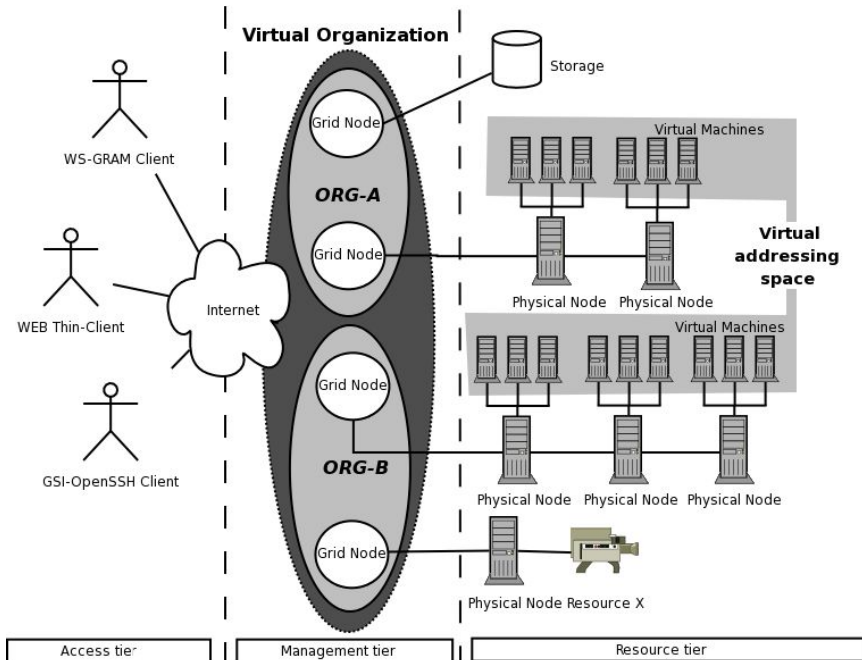 Virtual Organization
Storage
Grid Node
Virtual Machines
WS-GRAM Client
ORG-A
Virtual
addressing
space
Grid Node
Physical Node
Physical Node
Internet
WEB Thin-Client
Virtual Machines
Grid Node
ORG-B
GSI-OpenSSH Client
Physical Node
Physical Node
Physical Node
Grid Node
Physical Node
Resource X
Access tier
Management tier
Resource tier